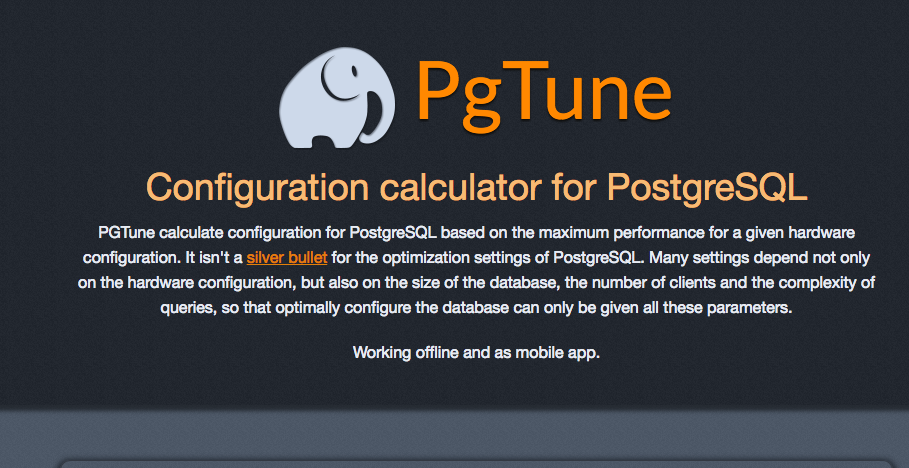 PgTune
Configuration calculator for PostgreSQL
PGTune calculate configuration for PostgreSQL based on the maximum performance for a given hardware
configuration. It isn't a silver bullet for the optimization settings of PostgreSQL. Many settings depend not only
on the hardware configuration, but also on the size of the database, the number of clients and the complexity of
queries, so that optimally configure the database can only be given all these parameters.
Working offline and as mobile app.